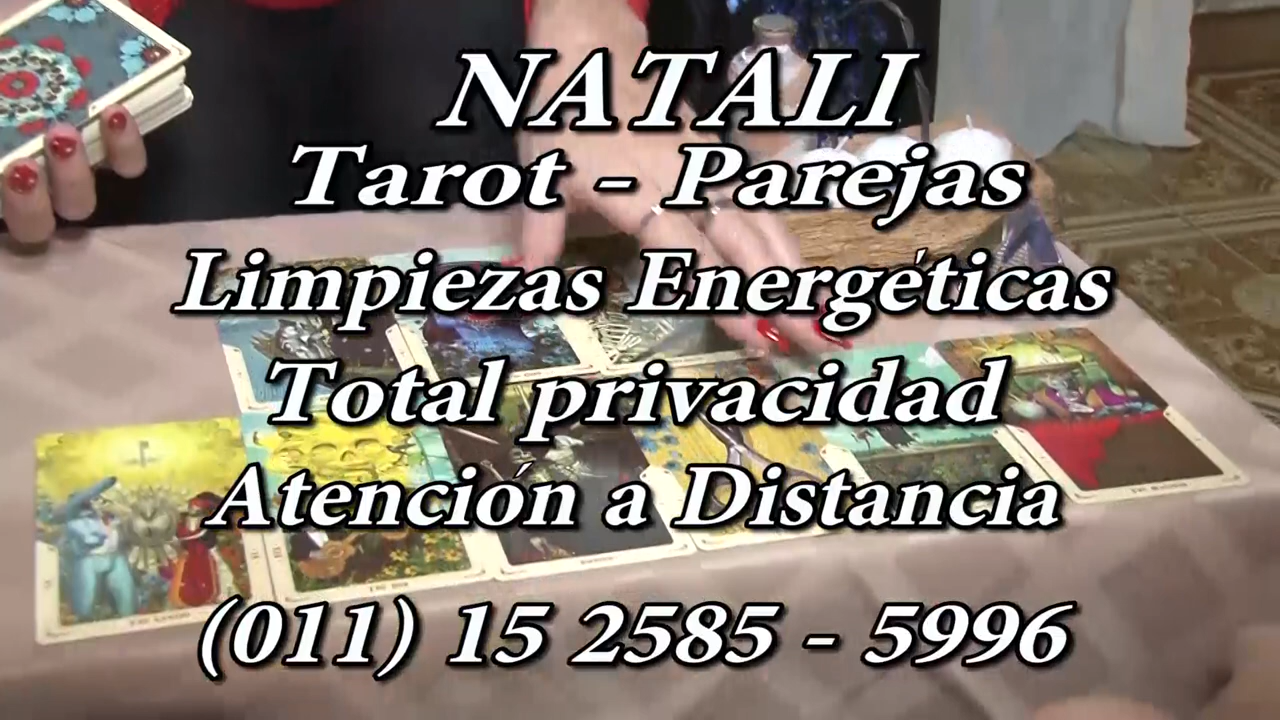 NATALI
Tarot - Parejas
Limpiezas Energéticas
Total privacidad
Atención a Distancia
(011) 15 2585 - 5996